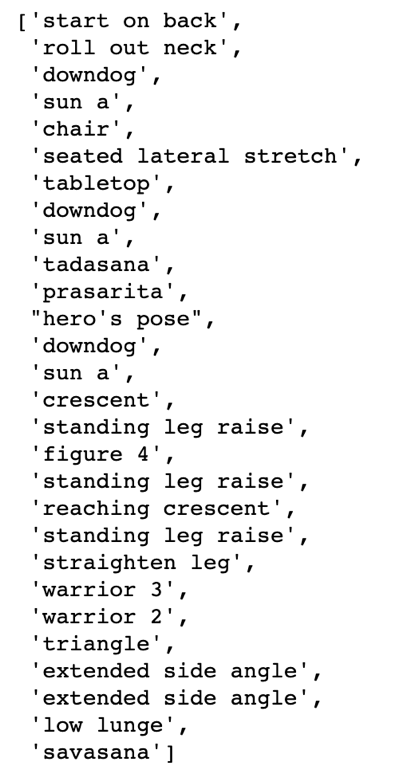 ['start on back',
'roll out neck',
'downdog',
'sun a',
'chair',
'seated lateral stretch',
'tabletop',
'downdog',
'sun a',
'tadasana',
'prasarita',
"hero's pose",
'downdog',
'sun a',
'crescent',
'standing leg raise',
'figure 4',
'standing leg raise',
'reaching crescent',
'standing leg raise',
'straighten leg',
'warrior 3',
'warrior 2',
'triangle',
'extended side angle',
'extended side angle',
'low lunge',
'savasana']